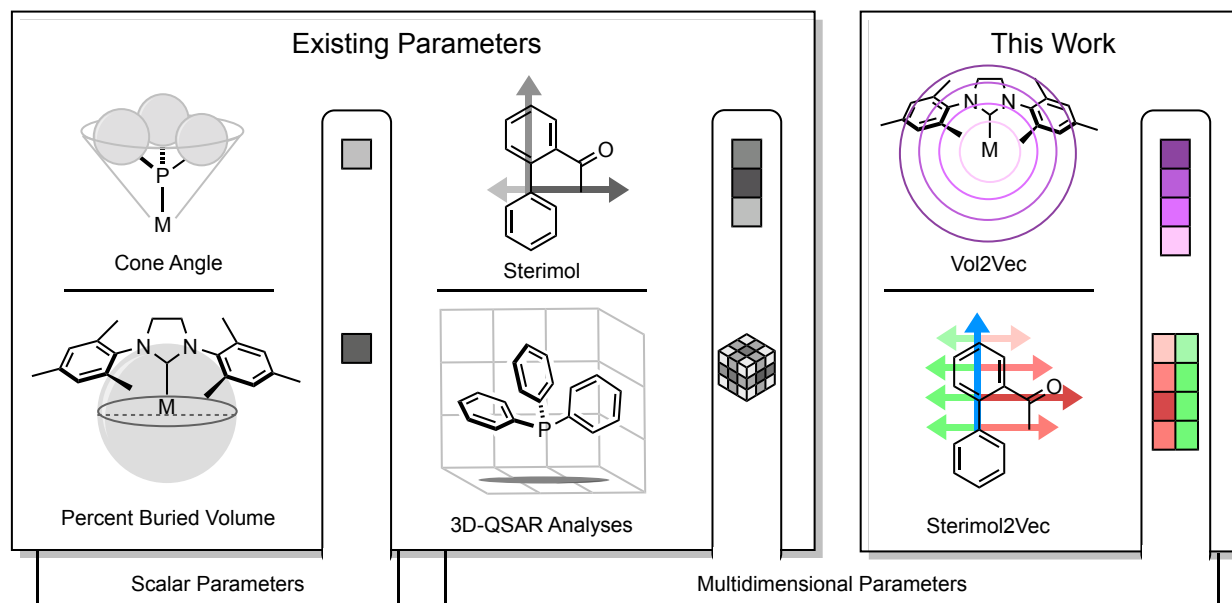 Existing Parameters
This Work
P
M
Cone Angle
O
Sterimol
N
N
M
Vol2Vec
N
N
M
Percent Buried Volume
P
3D-QSAR Analyses
O
Sterimol2Vec
Scalar Parameters
Multidimensional Parameters